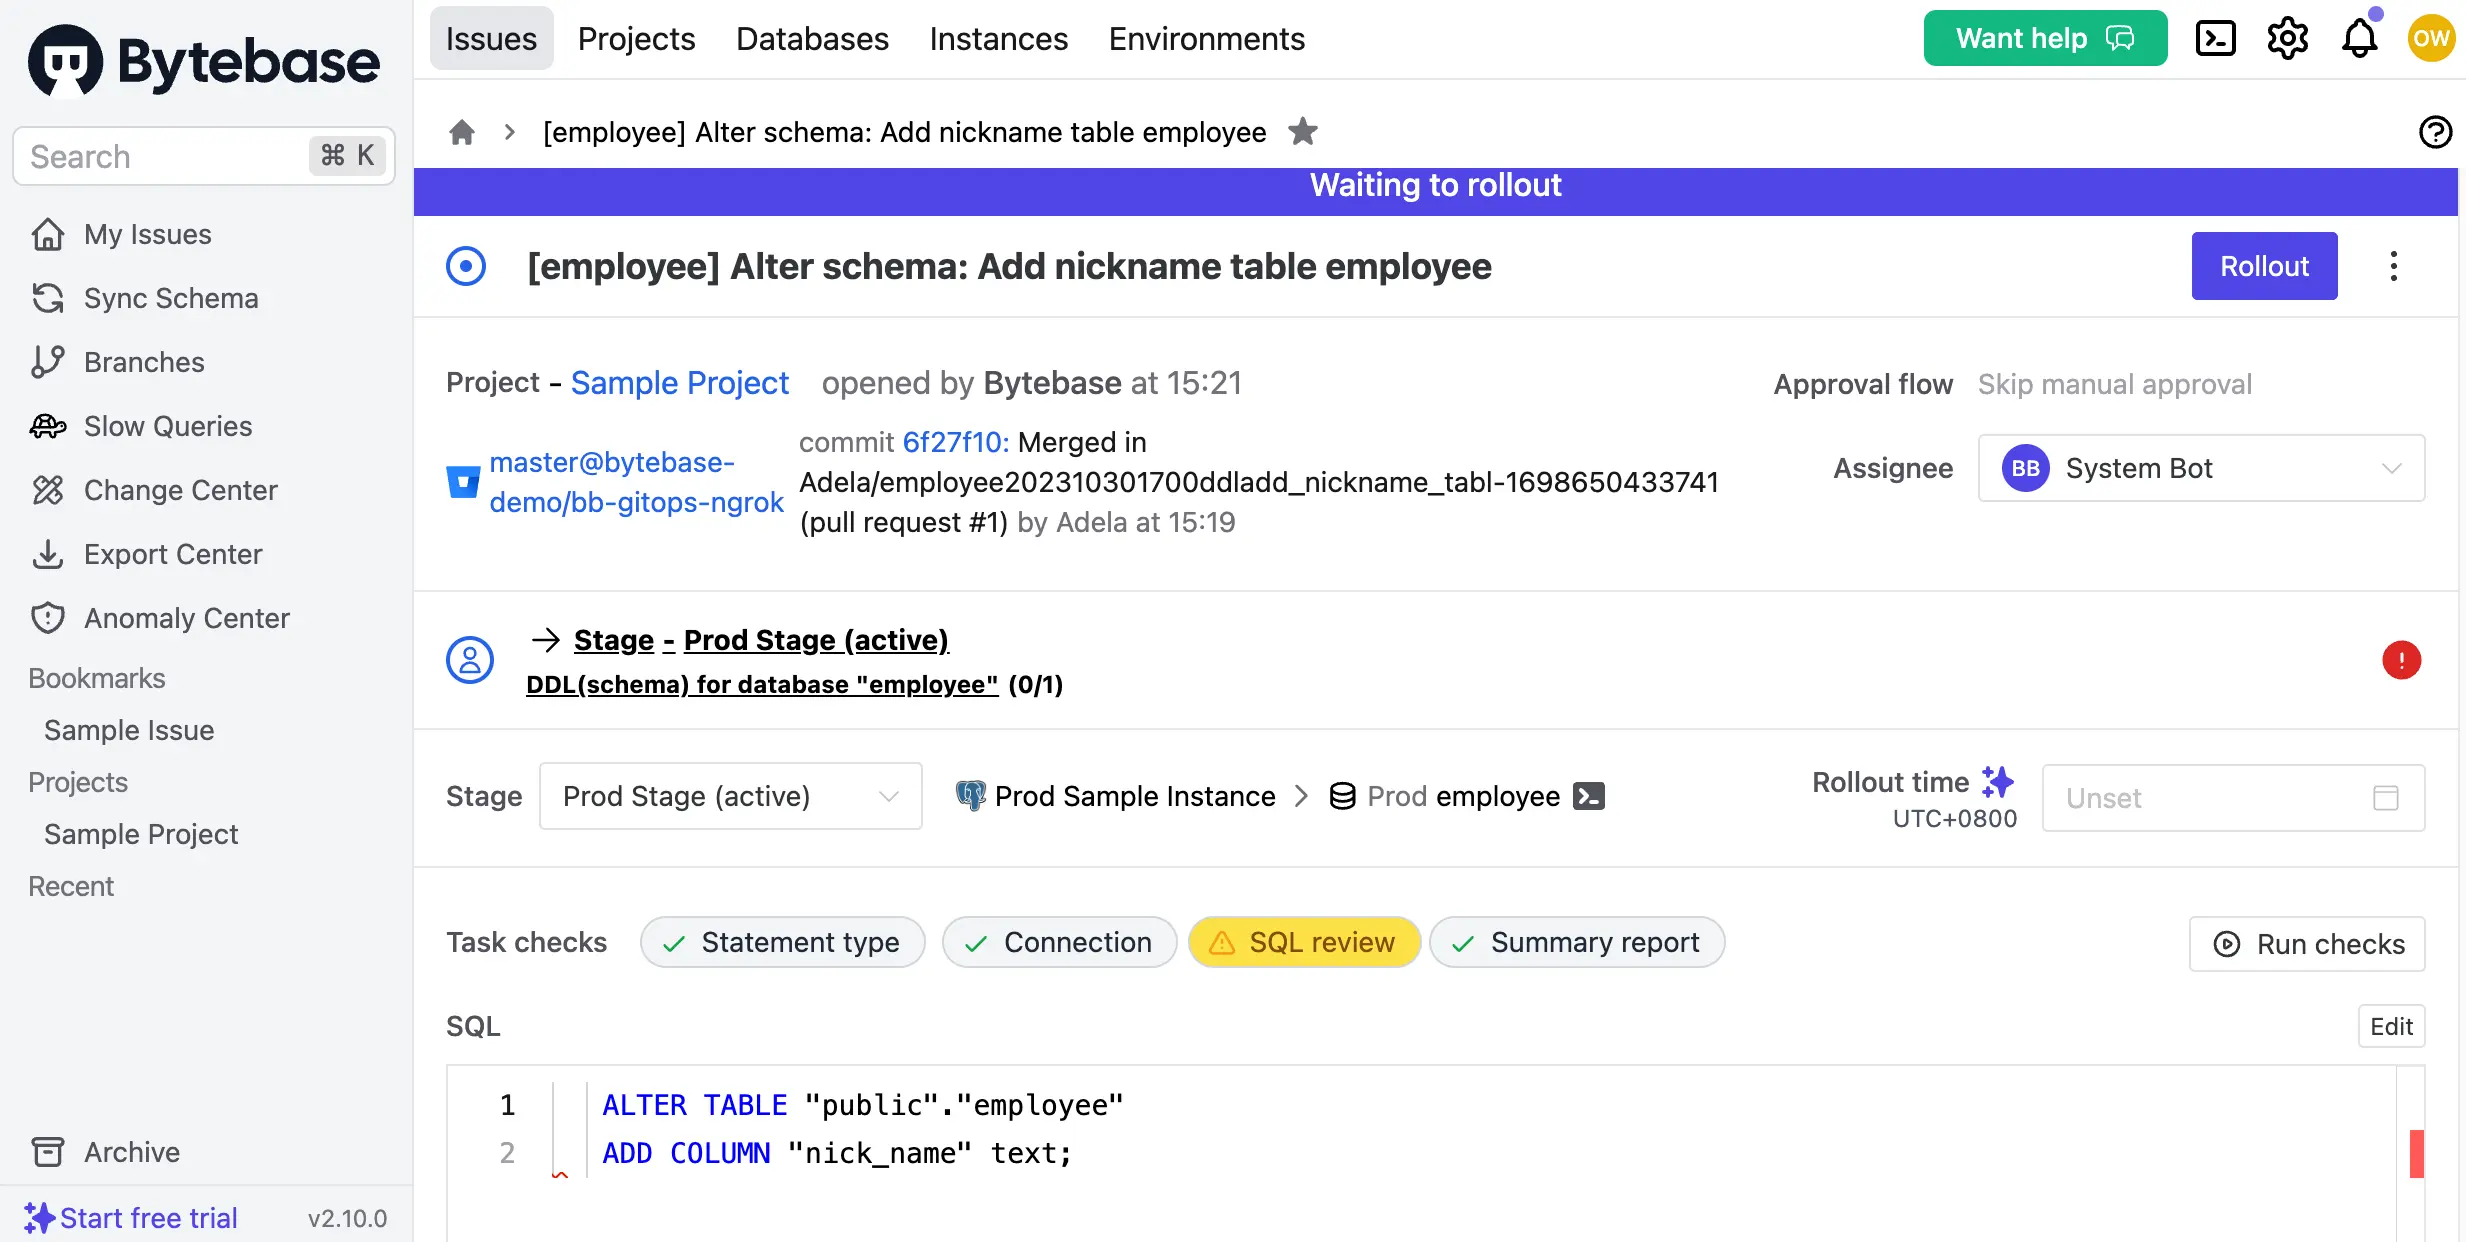 Bytebase
Search
⌘ K
My Issues
Sync Schema
Branches
Slow Queries
Change Center
Export Center
Anomaly Center
Bookmarks
Sample Issue
Projects
Sample Project
Recent
Archive
Start free trial
v2.10.0
Issues
Projects
Databases
Instances
Environments
Want help
OW
[employee] Alter schema: Add nickname table employee
Waiting to rollout
[employee] Alter schema: Add nickname table employee
Rollout
Project - Sample Project opened by Bytebase at 15:21
master@bytebase-
demo/bb-gitops-ngrok
commit 6f27f10: Merged in
Adela/employee202310301700ddladd_nickname_tabl-1698650433741
(pull request #1) by Adela at 15:19
Approval flow Skip manual approval
Assignee BB System Bot
Stage - Prod Stage (active)
DDL(schema) for database "employee" (0/1)
Stage Prod Stage (active) Prod Sample Instance > Prod employee
Rollout time
UTC+0800
Unset
Task checks Statement type Connection SQL review Summary report
Run checks
SQL
Edit
1 ALTER TABLE "public"."employee"
2 ADD COLUMN "nick_name" text;